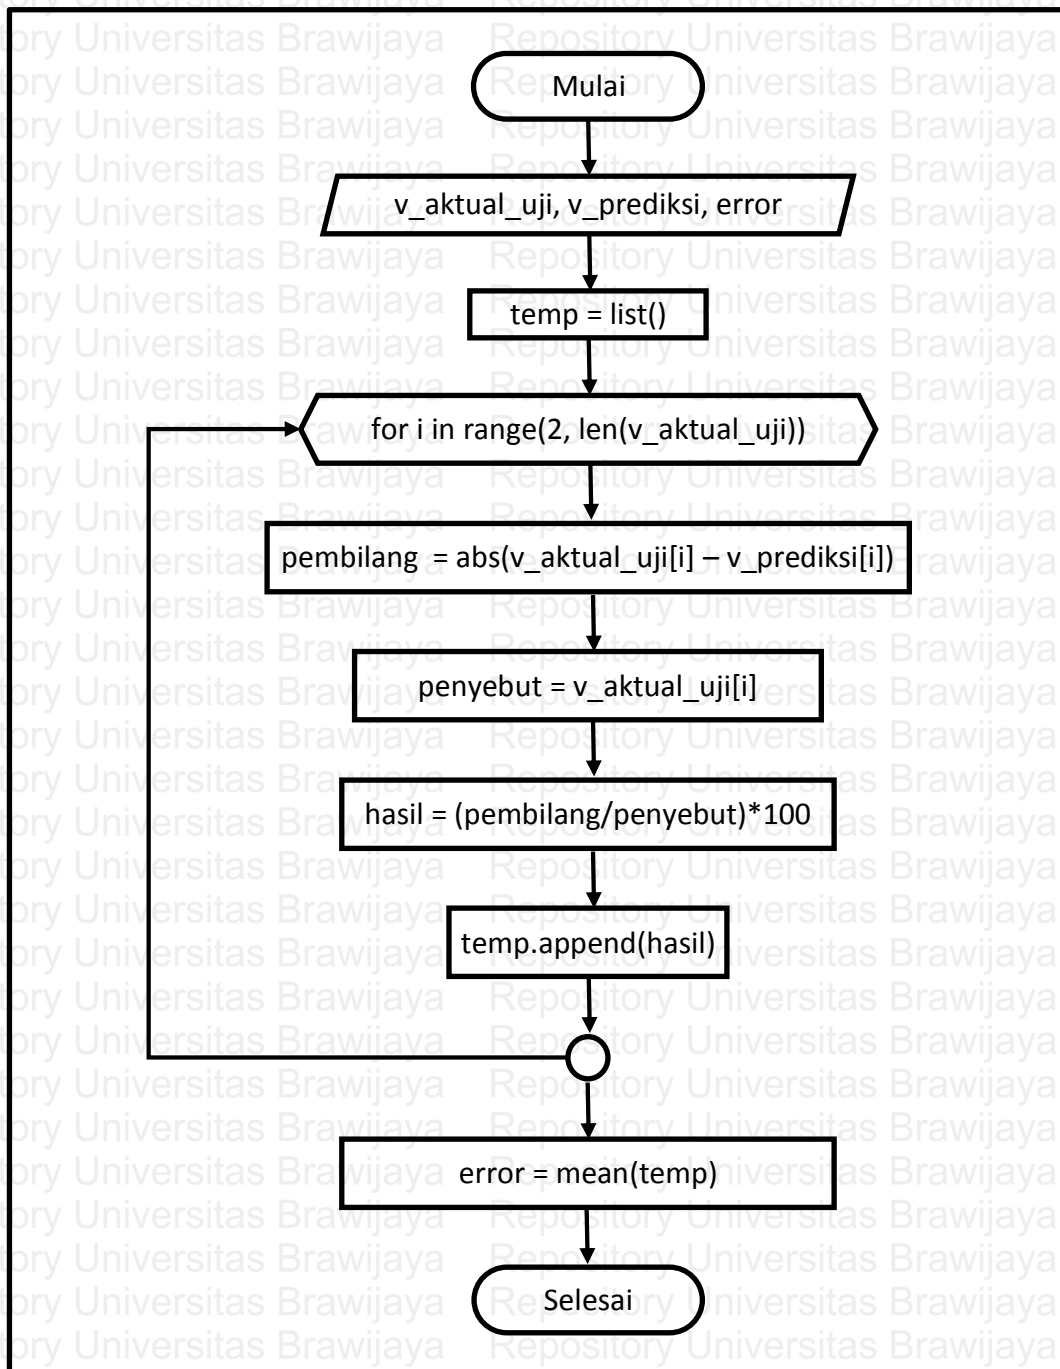 Mulai
v_aktual_uji, v_prediksi, error
temp = list()
for i in range(2, len(v_aktual_uji))
pembilang  = abs(v_aktual_uji[i] – v_prediksi[i])
penyebut = v_aktual_uji[i]
hasil = (pembilang/penyebut)*100
temp.append(hasil)
error = mean(temp)
Selesai